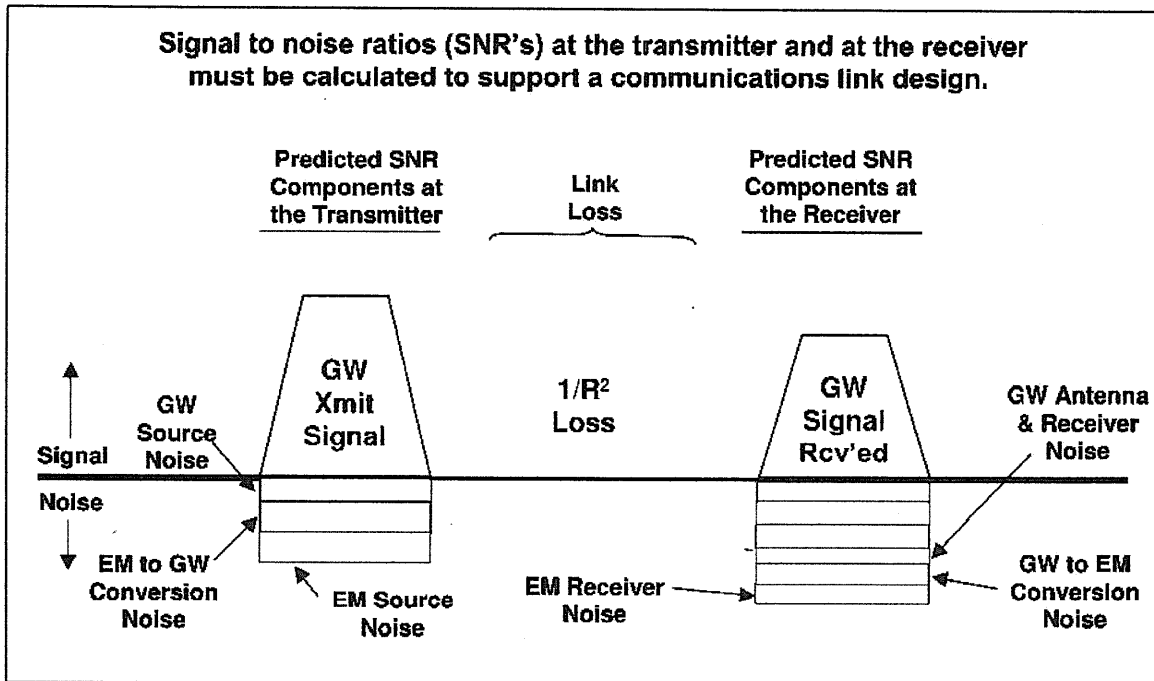 Signal to noise ratios (SNR's) at the transmitter and at the receiver
must be calculated to support a communications link design.
Predicted SNR
Components at
the Transmitter
Link
Loss
Predicted SNR
Components at
the Receiver
GW
Xmit
Signal
1/R²
Loss
GW
Signal
Rcv'ed
GW
Source
Noise
GW Antenna
& Receiver
Noise
Signal
Noise
EM to GW
Conversion
Noise
EM Source
Noise
EM Receiver
Noise
GW to EM
Conversion
Noise